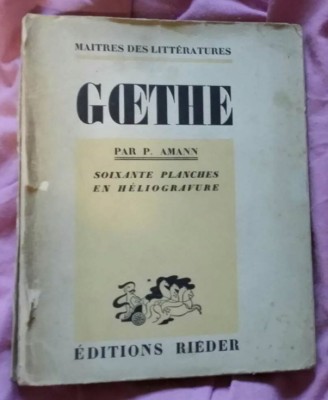 MAITRES DES LITTÉRATURES
GŒTHE
PAR P. AMANN
SOIXANTE PLANCHES
EN HÉLIOGRAVURE
ÉDITIONS RIEDER